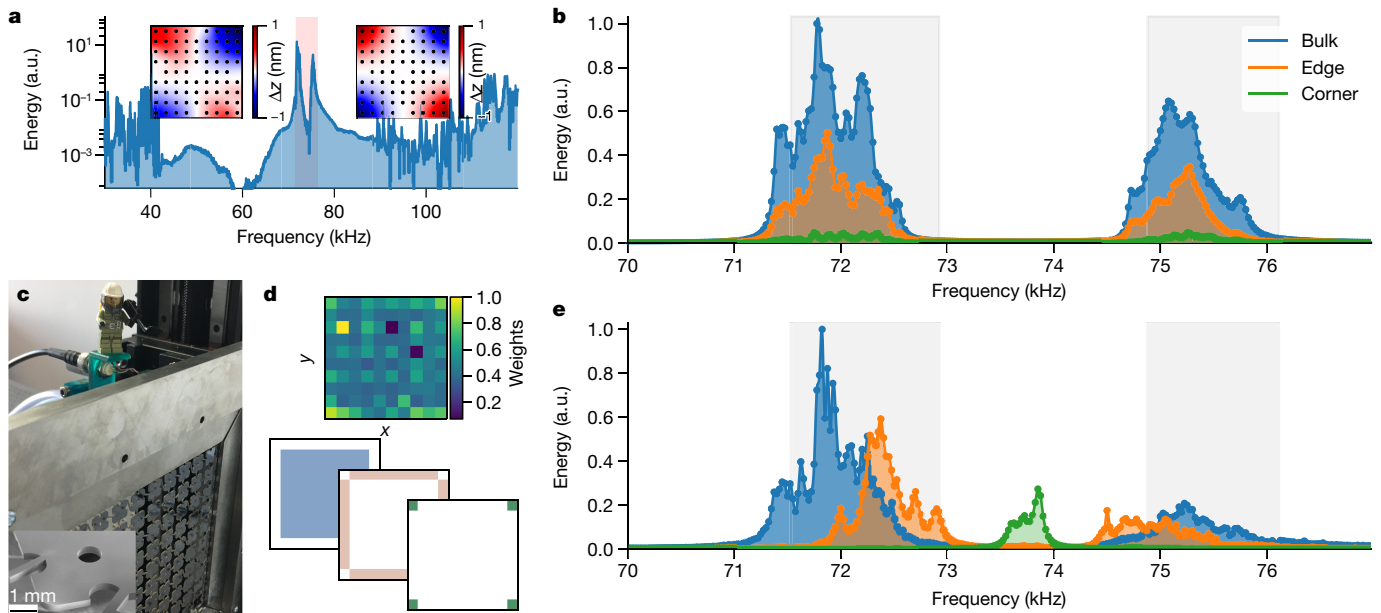 a
Energy (a.u.)
10¹
10⁻¹
10⁻³
1
Δz (nm)
−1
1
Δz (nm)
−1
40
60
80
100
Frequency (kHz)
b
Energy (a.u.)
1.0
0.8
0.6
0.4
0.2
0.0
Bulk
Edge
Corner
70
71
72
73
74
75
76
Frequency (kHz)
c
1 mm
d
y
x
1.0
0.8
0.6
0.4
0.2
Weights
e
Energy (a.u.)
1.0
0.8
0.6
0.4
0.2
0.0
70
71
72
73
74
75
76
Frequency (kHz)